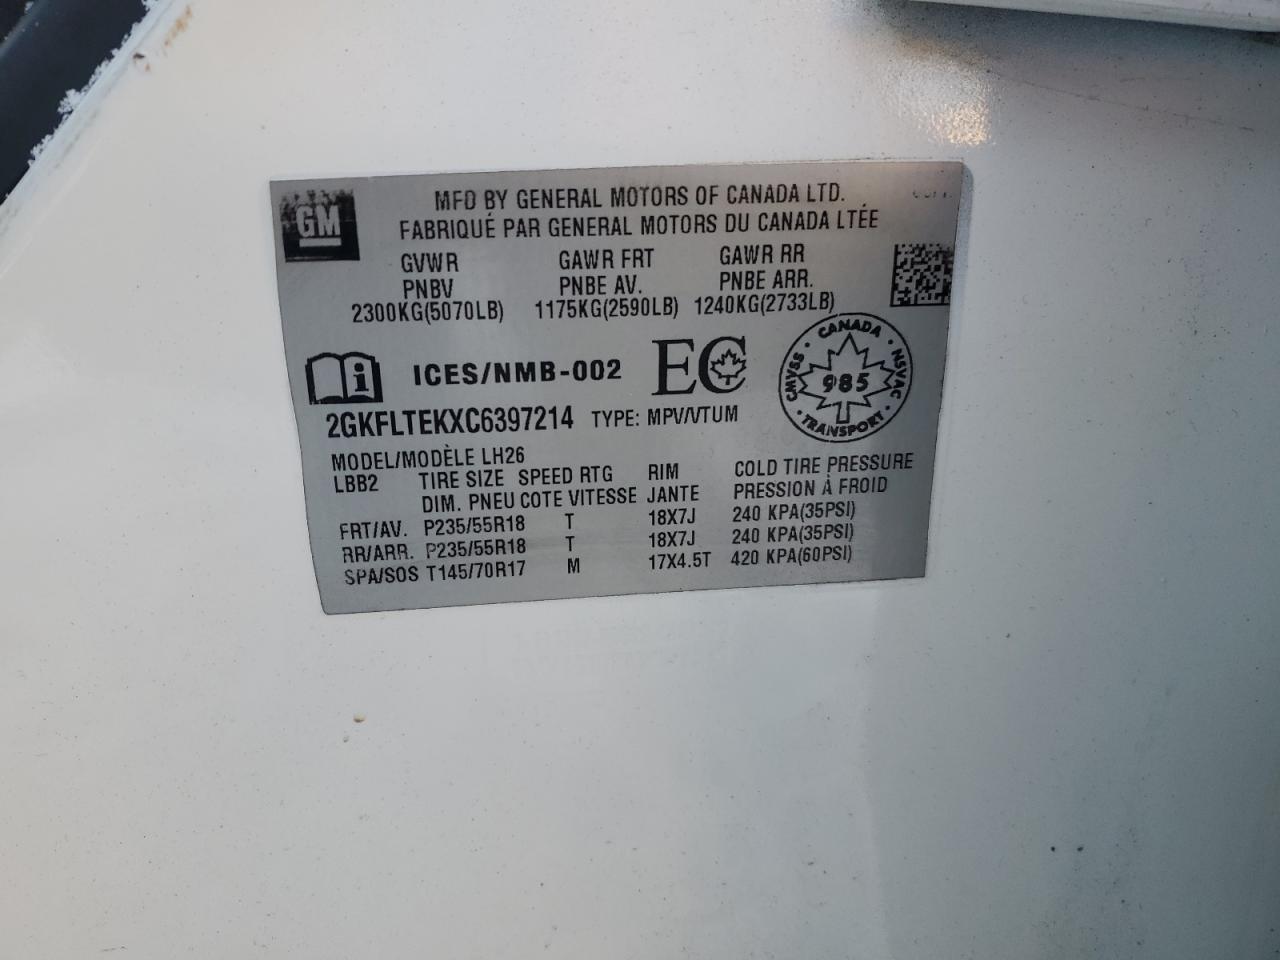 GM
MFD BY GENERAL MOTORS OF CANADA LTD.
FABRIQUÉ PAR GENERAL MOTORS DU CANADA LTÉE
GVWR GAWR FRT GAWR RR
PNBV PNBE AV. PNBE ARR.
2300KG(5070LB) 1175KG(2590LB) 1240KG(2733LB)
i ICES/NMB-002 EC
CANADA
CMVSS 985 NSVAC
TRANSPORT
2GKFLTEKXC6397214 TYPE: MPV/VTUM
MODEL/MODÈLE LH26
LBB2 TIRE SIZE SPEED RTG RIM COLD TIRE PRESSURE
DIM. PNEU COTE VITESSE JANTE PRESSION À FROID
FRT/AV. P235/55R18 T 18X7J 240 KPA(35PSI)
RR/ARR. P235/55R18 T 18X7J 240 KPA(35PSI)
SPA/SOS T145/70R17 M 17X4.5T 420 KPA(60PSI)